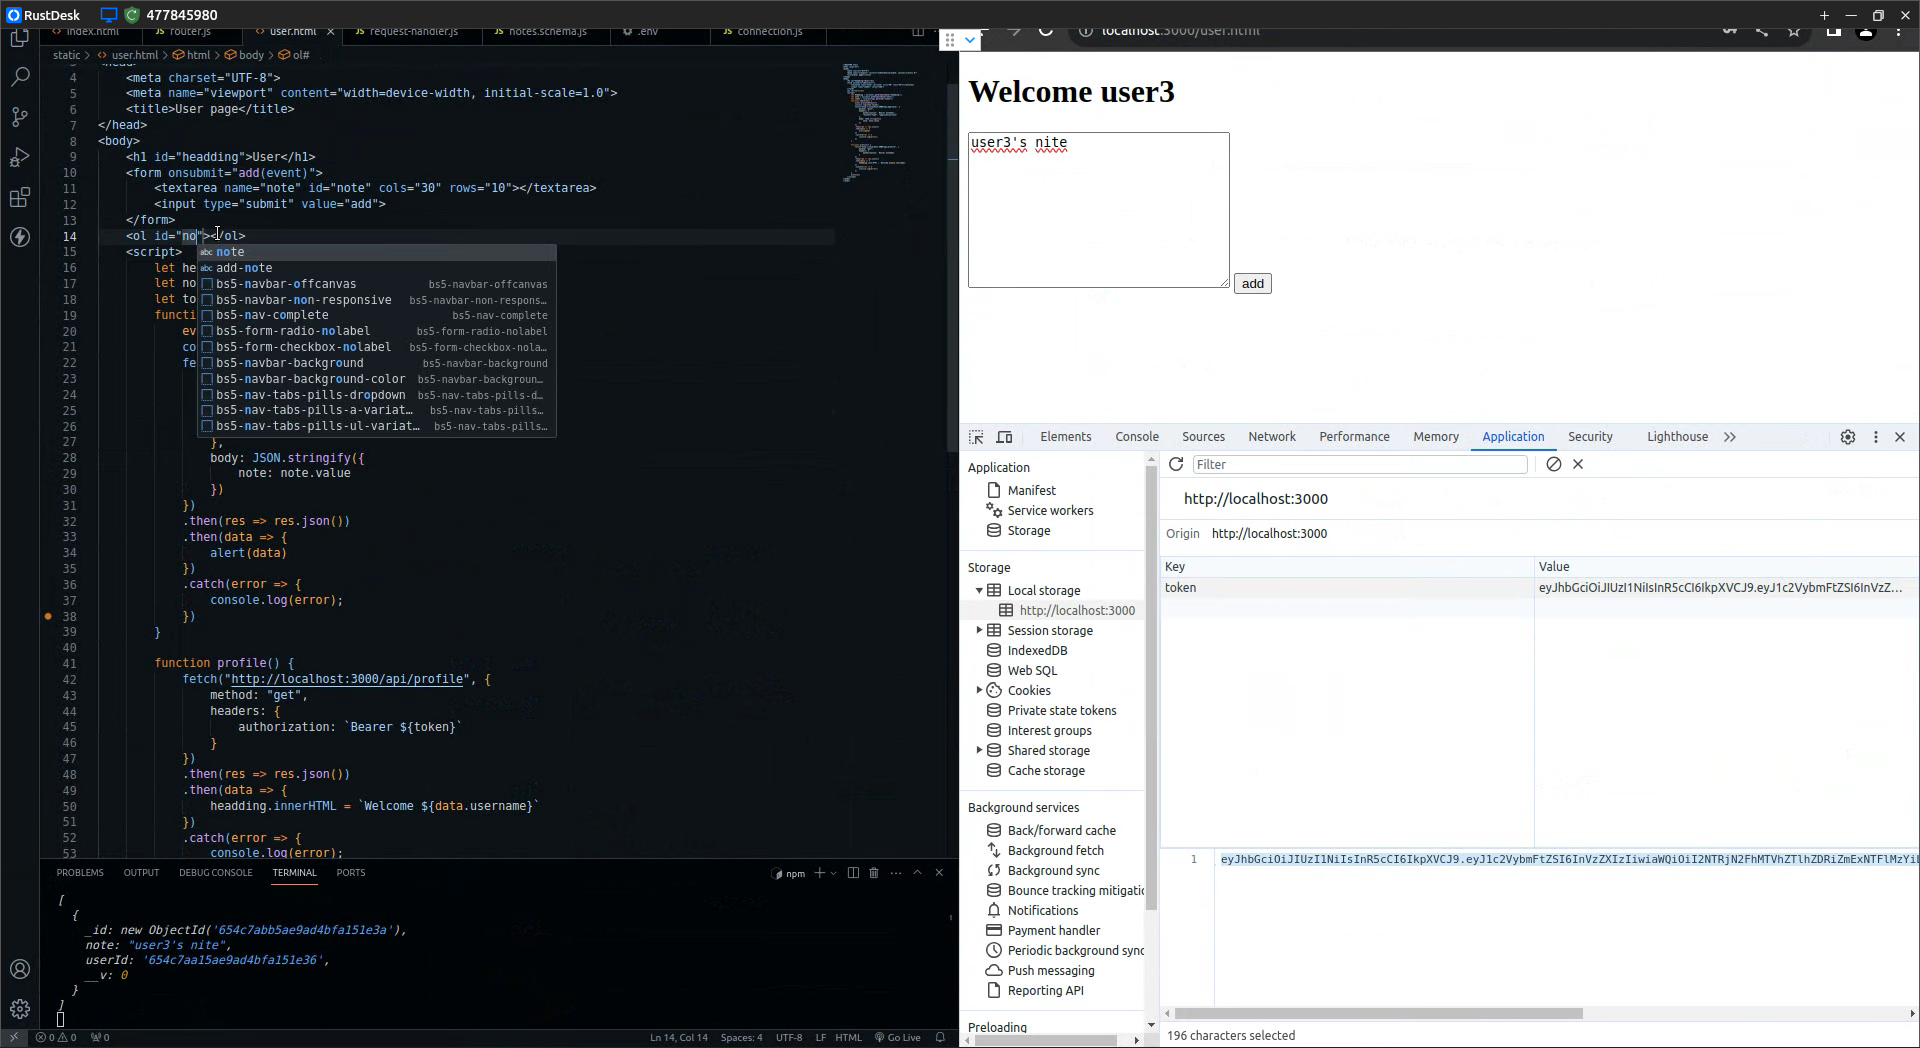 RustDesk 477845980
index.html router.js user.html request-handler.js notes.schema.js .env connection.js
static > user.html > html > body > ol#
4 <meta charset="UTF-8">
5 <meta name="viewport" content="width=device-width, initial-scale=1.0">
6 <title>User page</title>
7 </head>
8 <body>
9 <h1 id="headding">User</h1>
10 <form onsubmit="add(event)">
11 <textarea name="note" id="note" cols="30" rows="10"></textarea>
12 <input type="submit" value="add">
13 </form>
14 <ol id="no"></ol>
15 <script>
16 let he
17 let no
18 let to
19 functi
20 ev
21 co
22 fe
23
24
25
26
27 },
28 body: JSON.stringify({
29 note: note.value
30 })
31 })
32 .then(res => res.json())
33 .then(data => {
34 alert(data)
35 })
36 .catch(error => {
37 console.log(error);
38 })
39 }
40
41 function profile() {
42 fetch("http://localhost:3000/api/profile", {
43 method: "get",
44 headers: {
45 authorization: `Bearer ${token}`
46 }
47 })
48 .then(res => res.json())
49 .then(data => {
50 headding.innerHTML = `Welcome ${data.username}`
51 })
52 .catch(error => {
53 console.log(error);
note
add-note
bs5-navbar-offcanvas bs5-navbar-offcanvas
bs5-navbar-non-responsive bs5-navbar-non-respons…
bs5-nav-complete bs5-nav-complete
bs5-form-radio-nolabel bs5-form-radio-nolabel
bs5-form-checkbox-nolabel bs5-form-checkbox-nola…
bs5-navbar-background bs5-navbar-background
bs5-navbar-background-color bs5-navbar-backgroun…
bs5-nav-tabs-pills-dropdown bs5-nav-tabs-pills-d…
bs5-nav-tabs-pills-a-variat… bs5-nav-tabs-pills…
bs5-nav-tabs-pills-ul-variat… bs5-nav-tabs-pills…
PROBLEMS OUTPUT DEBUG CONSOLE TERMINAL PORTS
npm
[
{
_id: new ObjectId('654c7abb5ae9ad4bfa151e3a'),
note: "user3's nite",
userId: '654c7aa15ae9ad4bfa151e36',
__v: 0
}
]
0 0 0 Ln 14, Col 14 Spaces: 4 UTF-8 LF HTML Go Live
localhost:3000/user.html
Welcome user3
user3's nite
add
Elements Console Sources Network Performance Memory Application Security Lighthouse
Application
Manifest
Service workers
Storage
Storage
Local storage
http://localhost:3000
Session storage
IndexedDB
Web SQL
Cookies
Private state tokens
Interest groups
Shared storage
Cache storage
Background services
Back/forward cache
Background fetch
Background sync
Bounce tracking mitigatio
Notifications
Payment handler
Periodic background sync
Push messaging
Reporting API
Preloading
Filter
http://localhost:3000
Origin http://localhost:3000
Key Value
token eyJhbGciOiJIUzI1NiIsInR5cCI6IkpXVCJ9.eyJ1c2VybmFtZSI6InVzZ…
1
196 characters selected